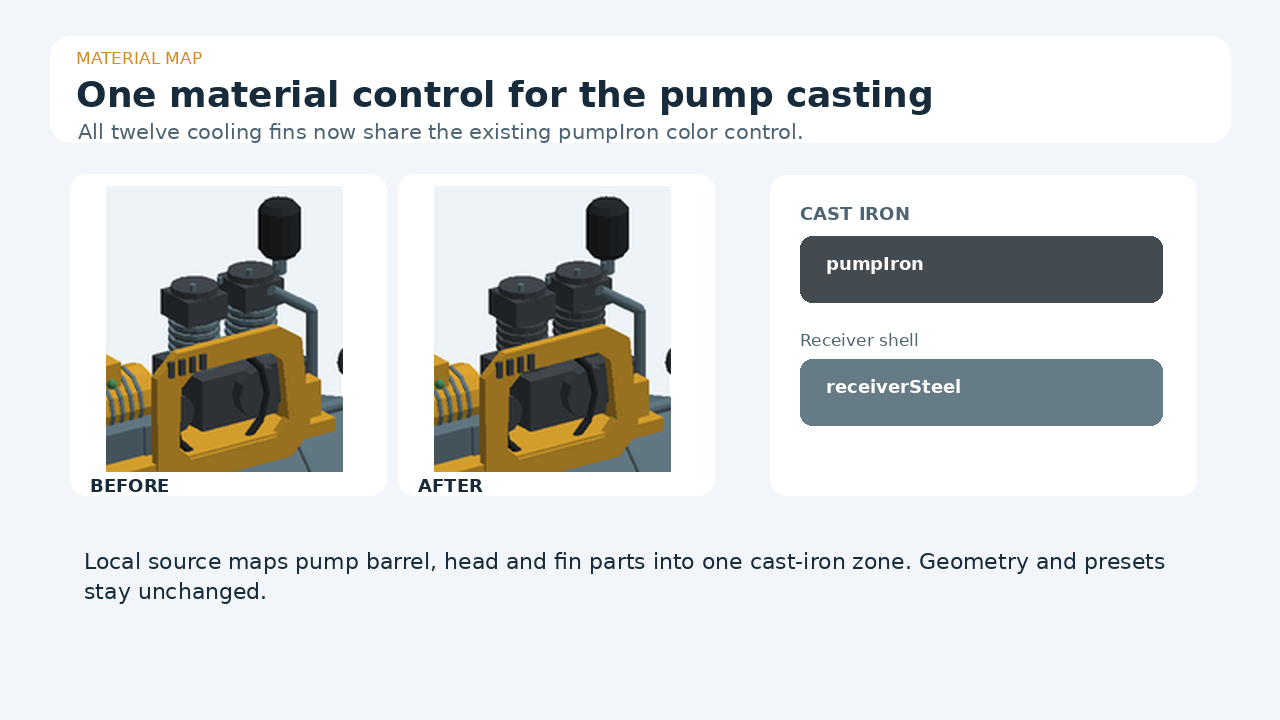 MATERIAL MAP
One material control for the pump casting
All twelve cooling fins now share the existing pumpIron color control.
BEFORE
AFTER
CAST IRON
pumpIron
Receiver shell
receiverSteel
Local source maps pump barrel, head and fin parts into one cast-iron zone. Geometry and presets
stay unchanged.